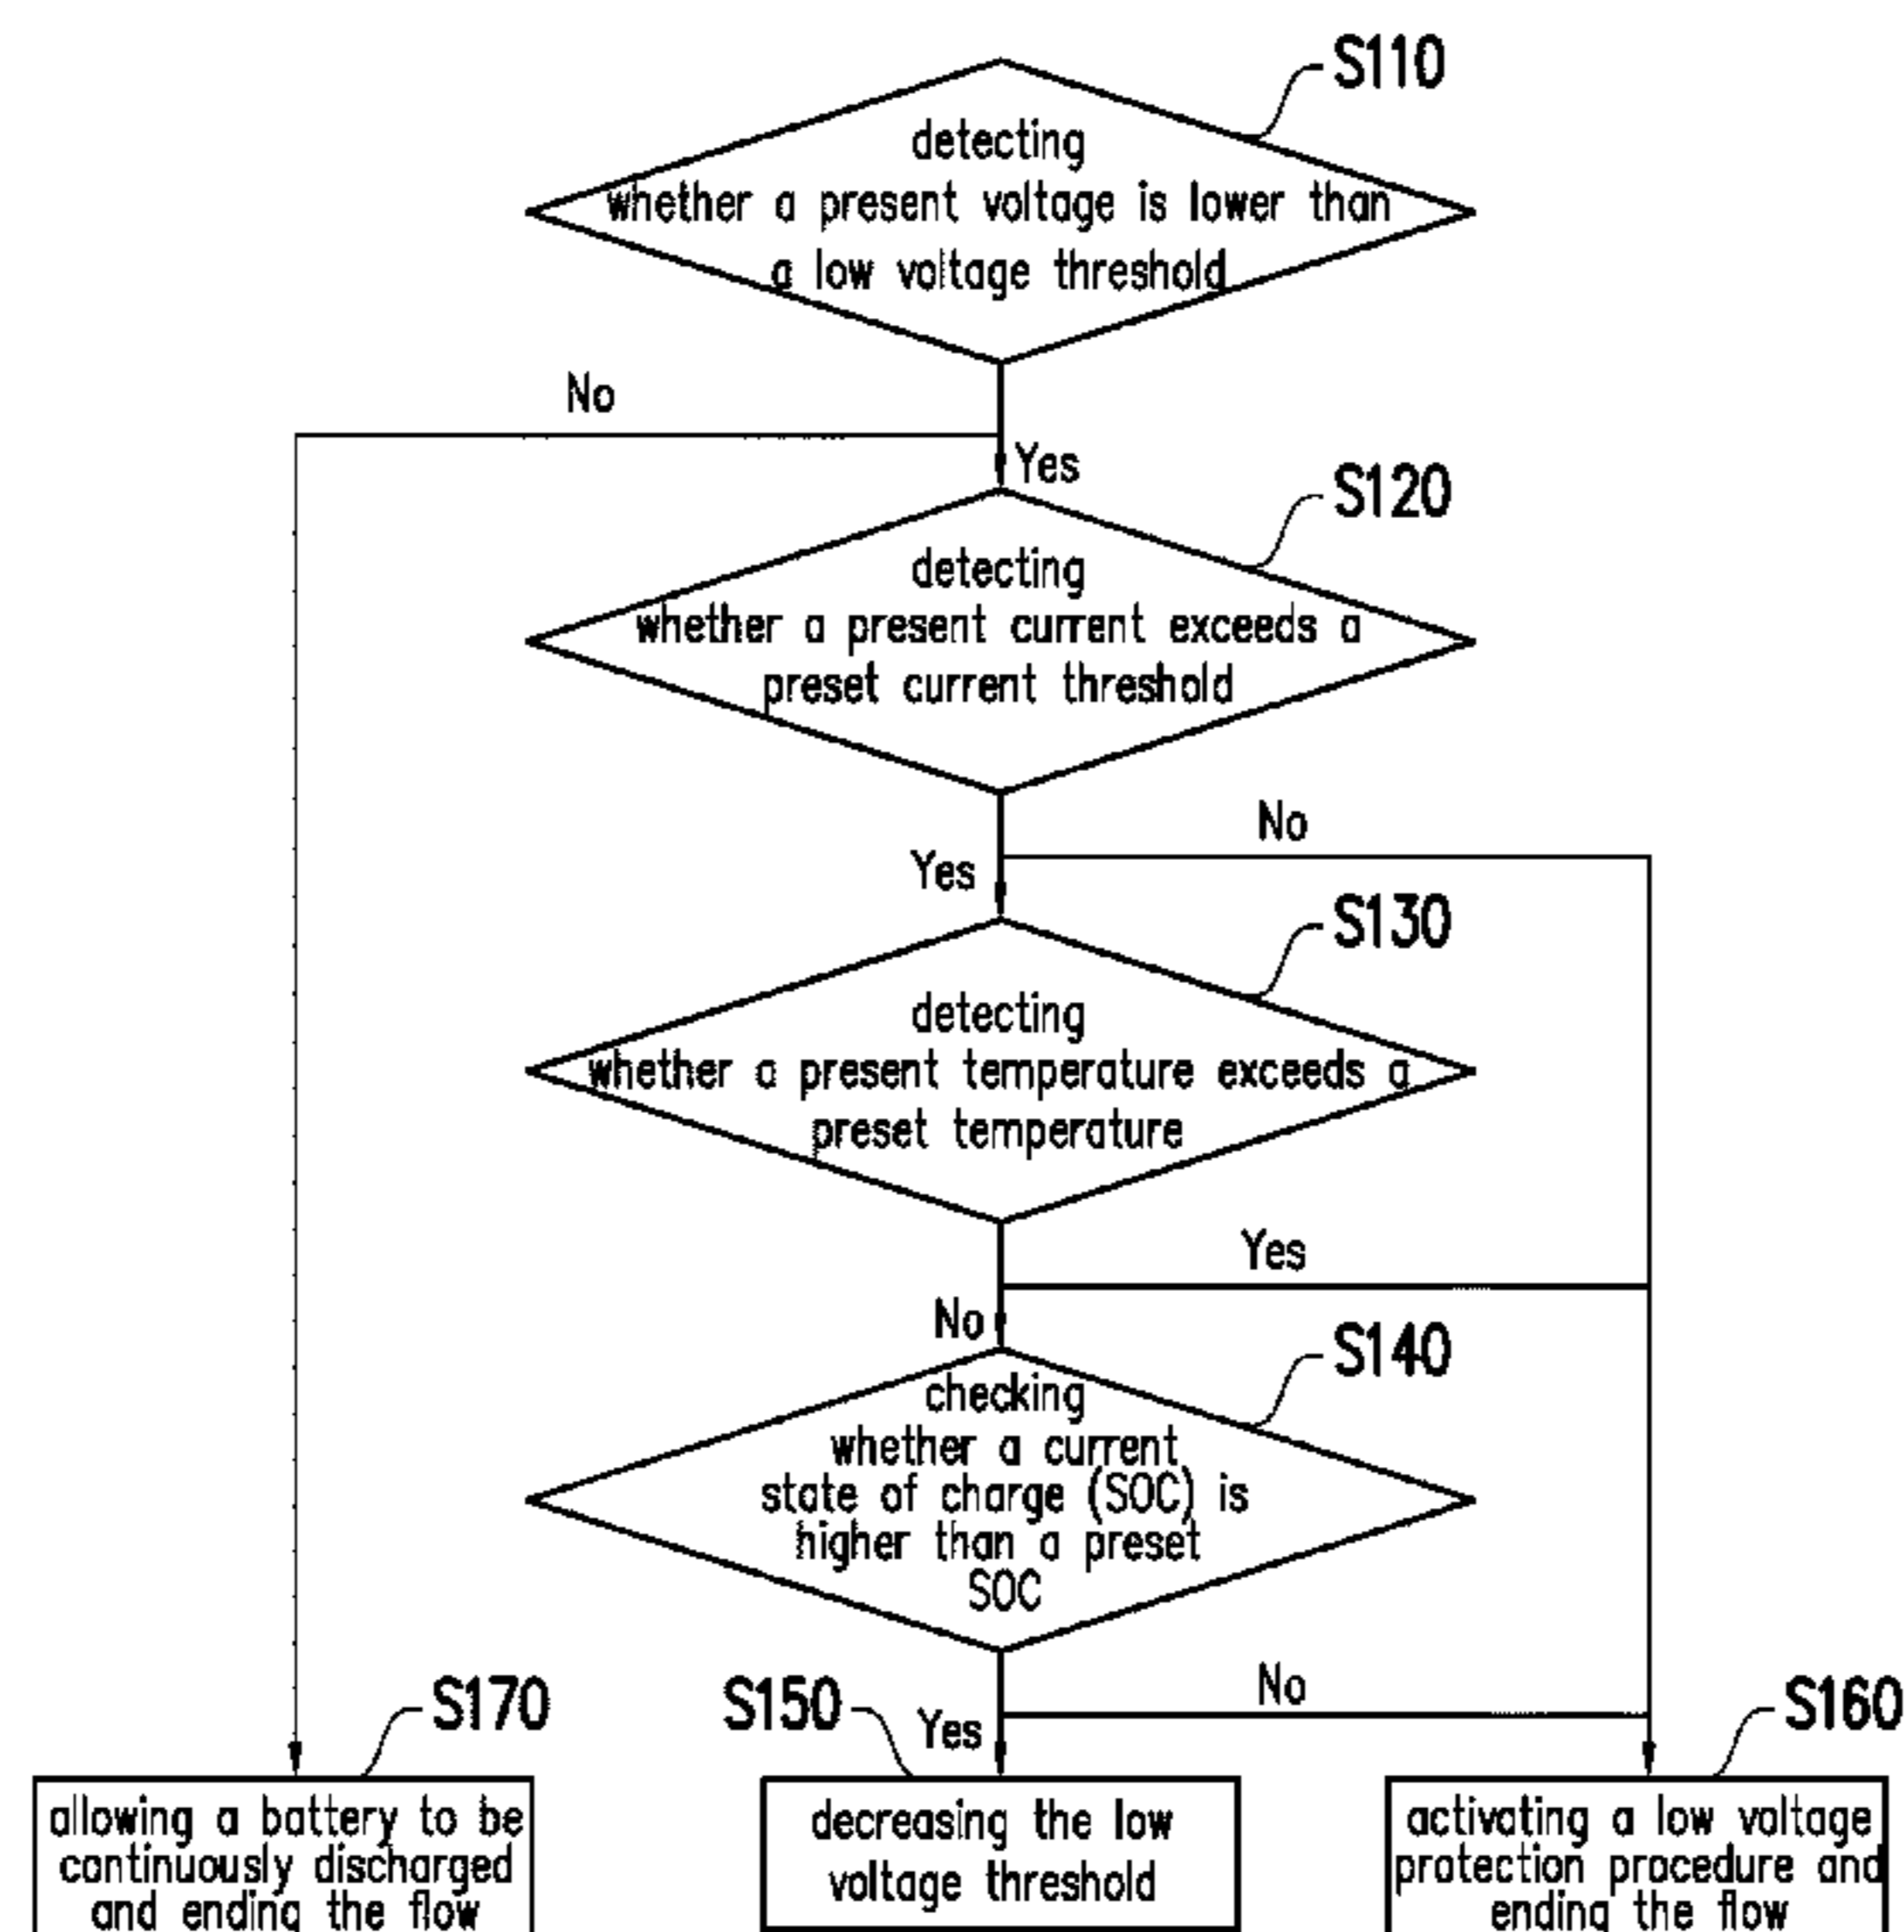 S110
detecting
whether a present voltage is lower than
a low voltage threshold
No
Yes
S120
detecting
whether a present current exceeds a
preset current threshold
No
Yes
S130
detecting
whether a present temperature exceeds a
preset temperature
Yes
No
S140
checking
whether a current
state of charge (SOC) is
higher than a preset
SOC
S170
S150
Yes
No
S160
allowing a battery to be
continuously discharged
and ending the flow
decreasing the low
voltage threshold
activating a low voltage
protection procedure and
ending the flow